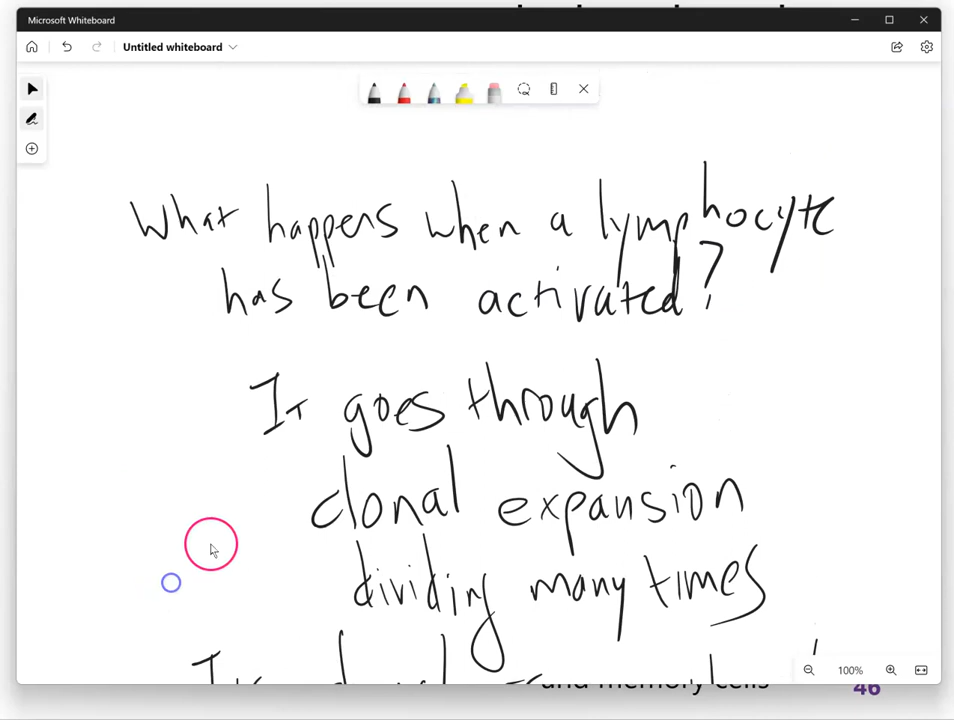 Microsoft Whiteboard
Untitled whiteboard
What happens when a lymphocyte
has been activated?
It goes through
clonal expansion
dividing many times
100%
and memory cells
46